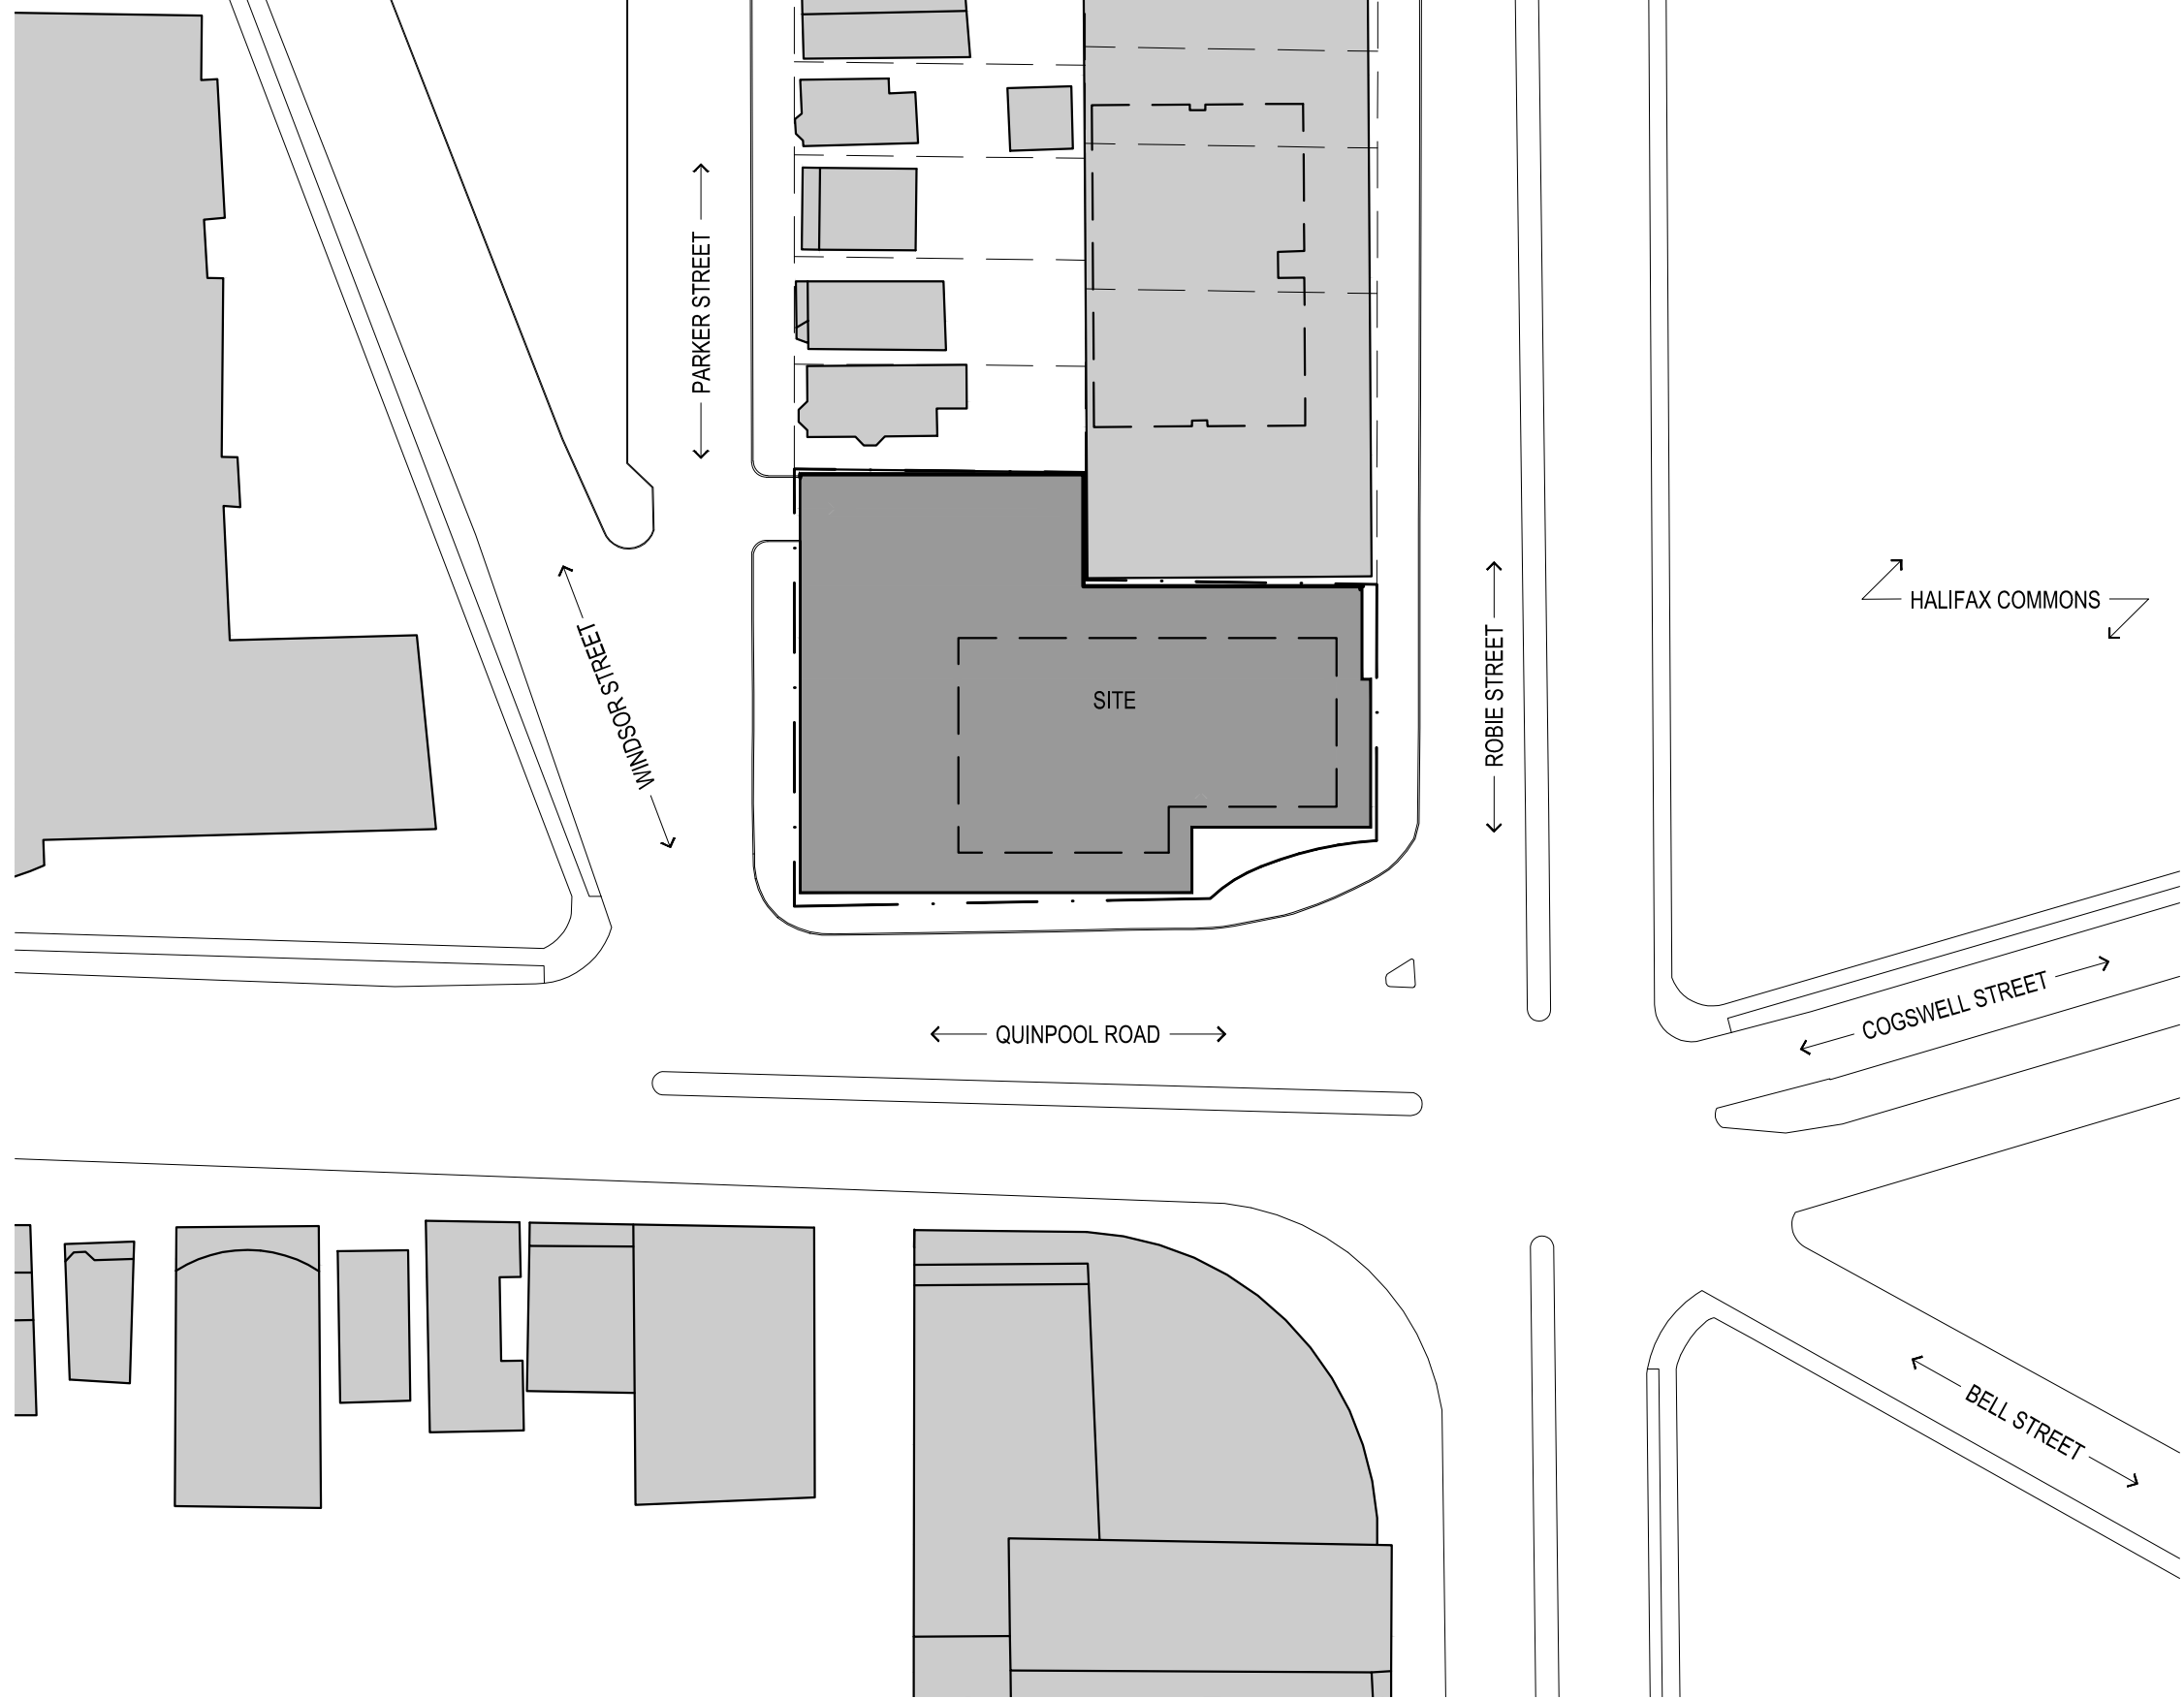 PARKER STREET
WINDSOR STREET
SITE
ROBIE STREET
HALIFAX COMMONS
QUINPOOL ROAD
COGSWELL STREET
BELL STREET